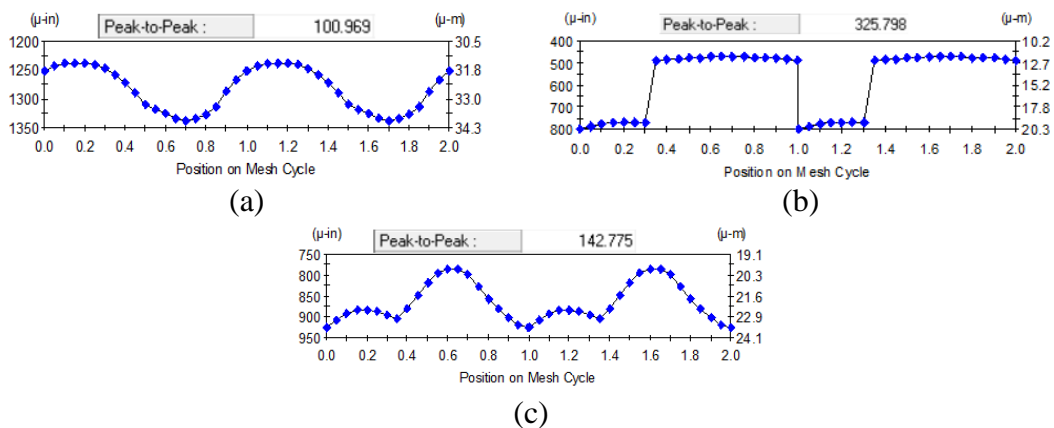 (µ-in) Peak-to-Peak : 100.969 (µ-m)
1200 30.5
1250 31.8
1300 33.0
1350 34.3
0.0 0.2 0.4 0.6 0.8 1.0 1.2 1.4 1.6 1.8 2.0
Position on Mesh Cycle
(a)
(µ-in) Peak-to-Peak : 325.798 (µ-m)
400 10.2
500 12.7
600 15.2
700 17.8
800 20.3
0.0 0.2 0.4 0.6 0.8 1.0 1.2 1.4 1.6 1.8 2.0
Position on Mesh Cycle
(b)
(µ-in) Peak-to-Peak : 142.775 (µ-m)
750 19.1
800 20.3
850 21.6
900 22.9
950 24.1
0.0 0.2 0.4 0.6 0.8 1.0 1.2 1.4 1.6 1.8 2.0
Position on Mesh Cycle
(c)